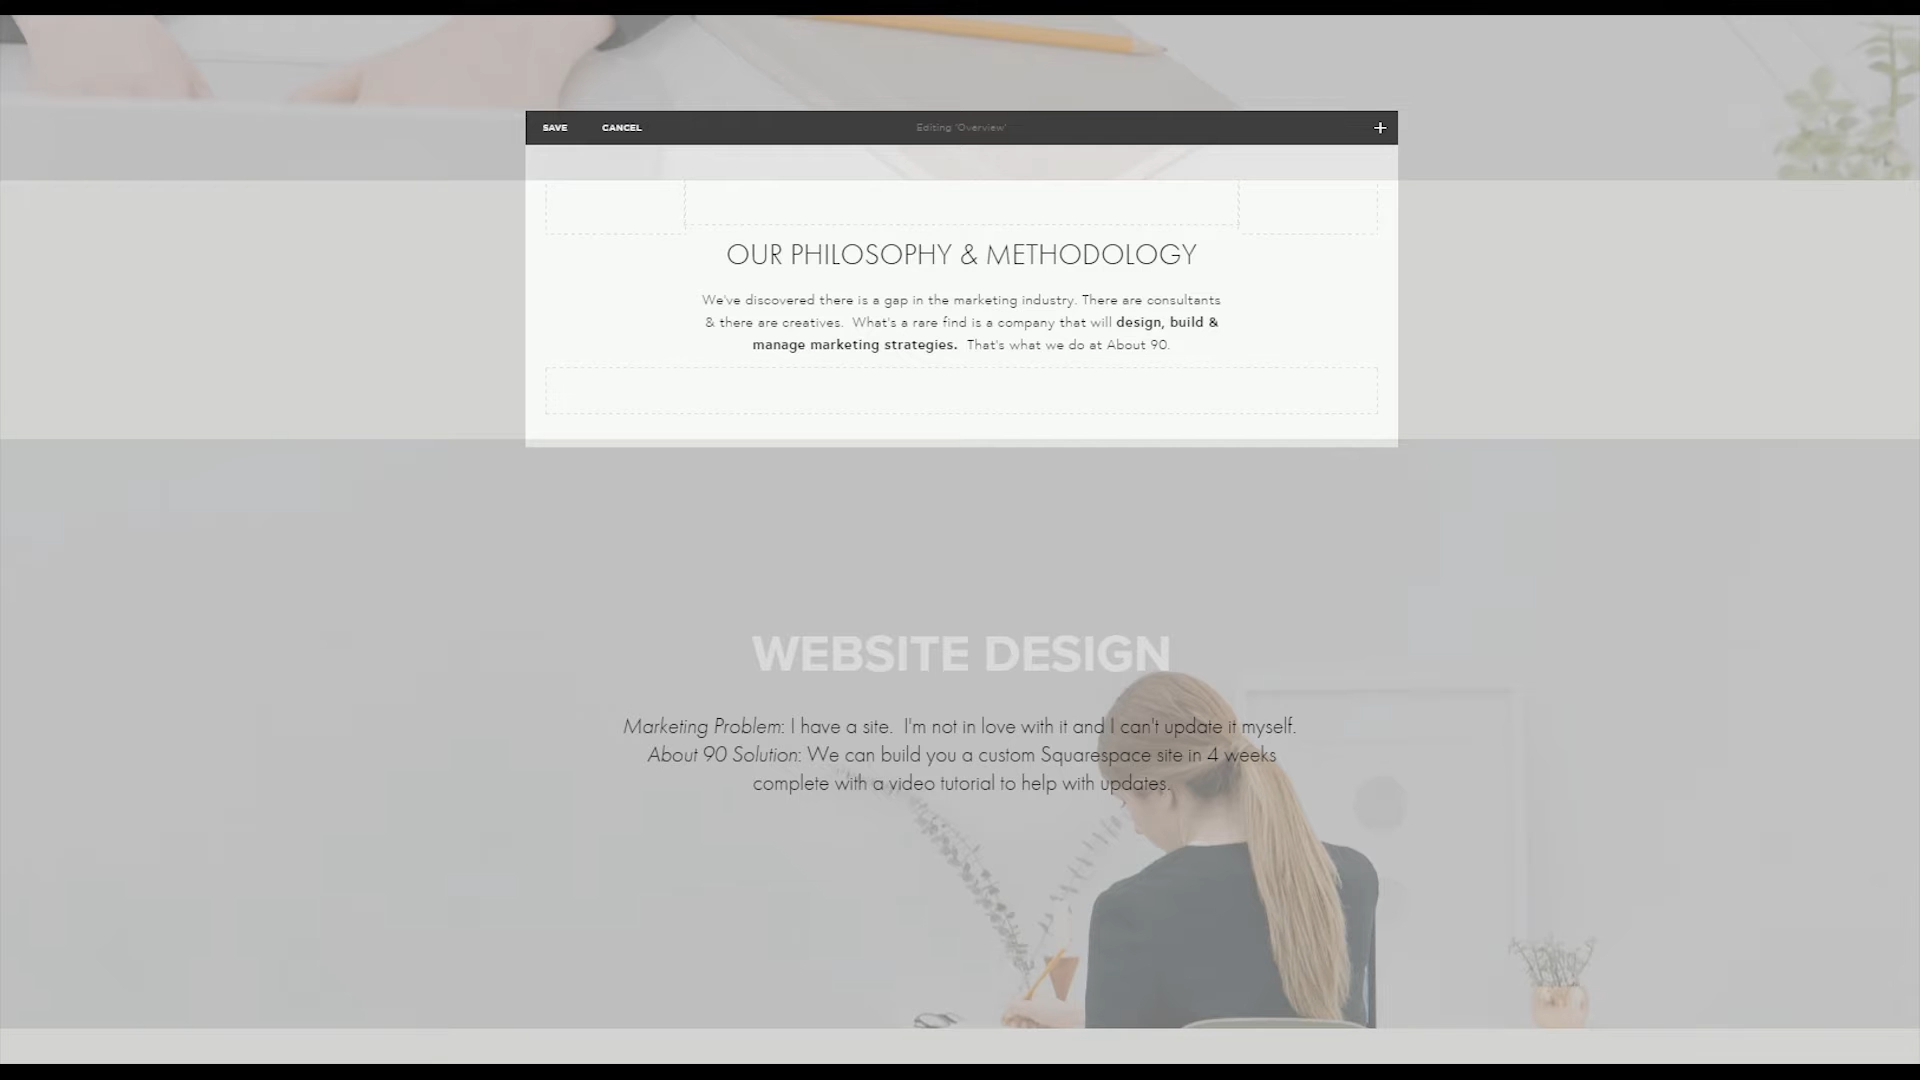 SAVE CANCEL Editing 'Overview' +
OUR PHILOSOPHY & METHODOLOGY
We've discovered there is a gap in the marketing industry. There are consultants
& there are creatives.  What's a rare find is a company that will design, build &
manage marketing strategies.  That's what we do at About 90.
WEBSITE DESIGN
Marketing Problem: I have a site.  I'm not in love with it and I can't update it myself.
About 90 Solution: We can build you a custom Squarespace site in 4 weeks
complete with a video tutorial to help with updates.